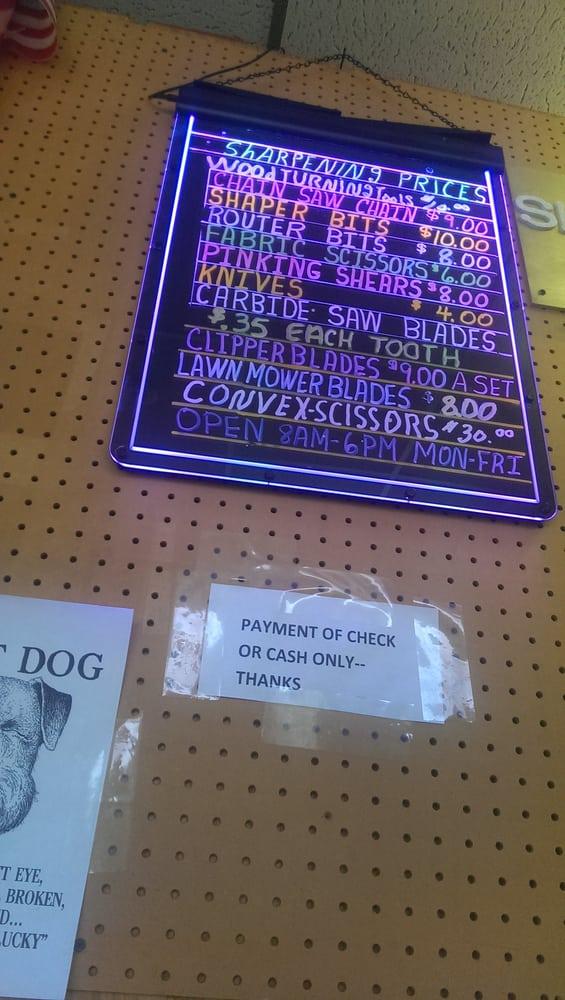 ShARPENING PRICES
WOODTURNING TOOLS
CHAIN SAW CHAIN $9.00
SHAPER BITS $10.00
ROUTER BITS $8.00
FABRIC SCISSORS $6.00
PINKING SHEARS $8.00
KNIVES $4.00
CARBIDE SAW BLADES
$.35 EACH TOOTH
CLIPPER BLADES $9.00 A SET
LAWN MOWER BLADES $8.00
CONVEX-SCISSORS $30.00
OPEN 8AM-6PM MON-FRI
PAYMENT OF CHECK
OR CASH ONLY--
THANKS
DOG
EYE,
BROKEN,